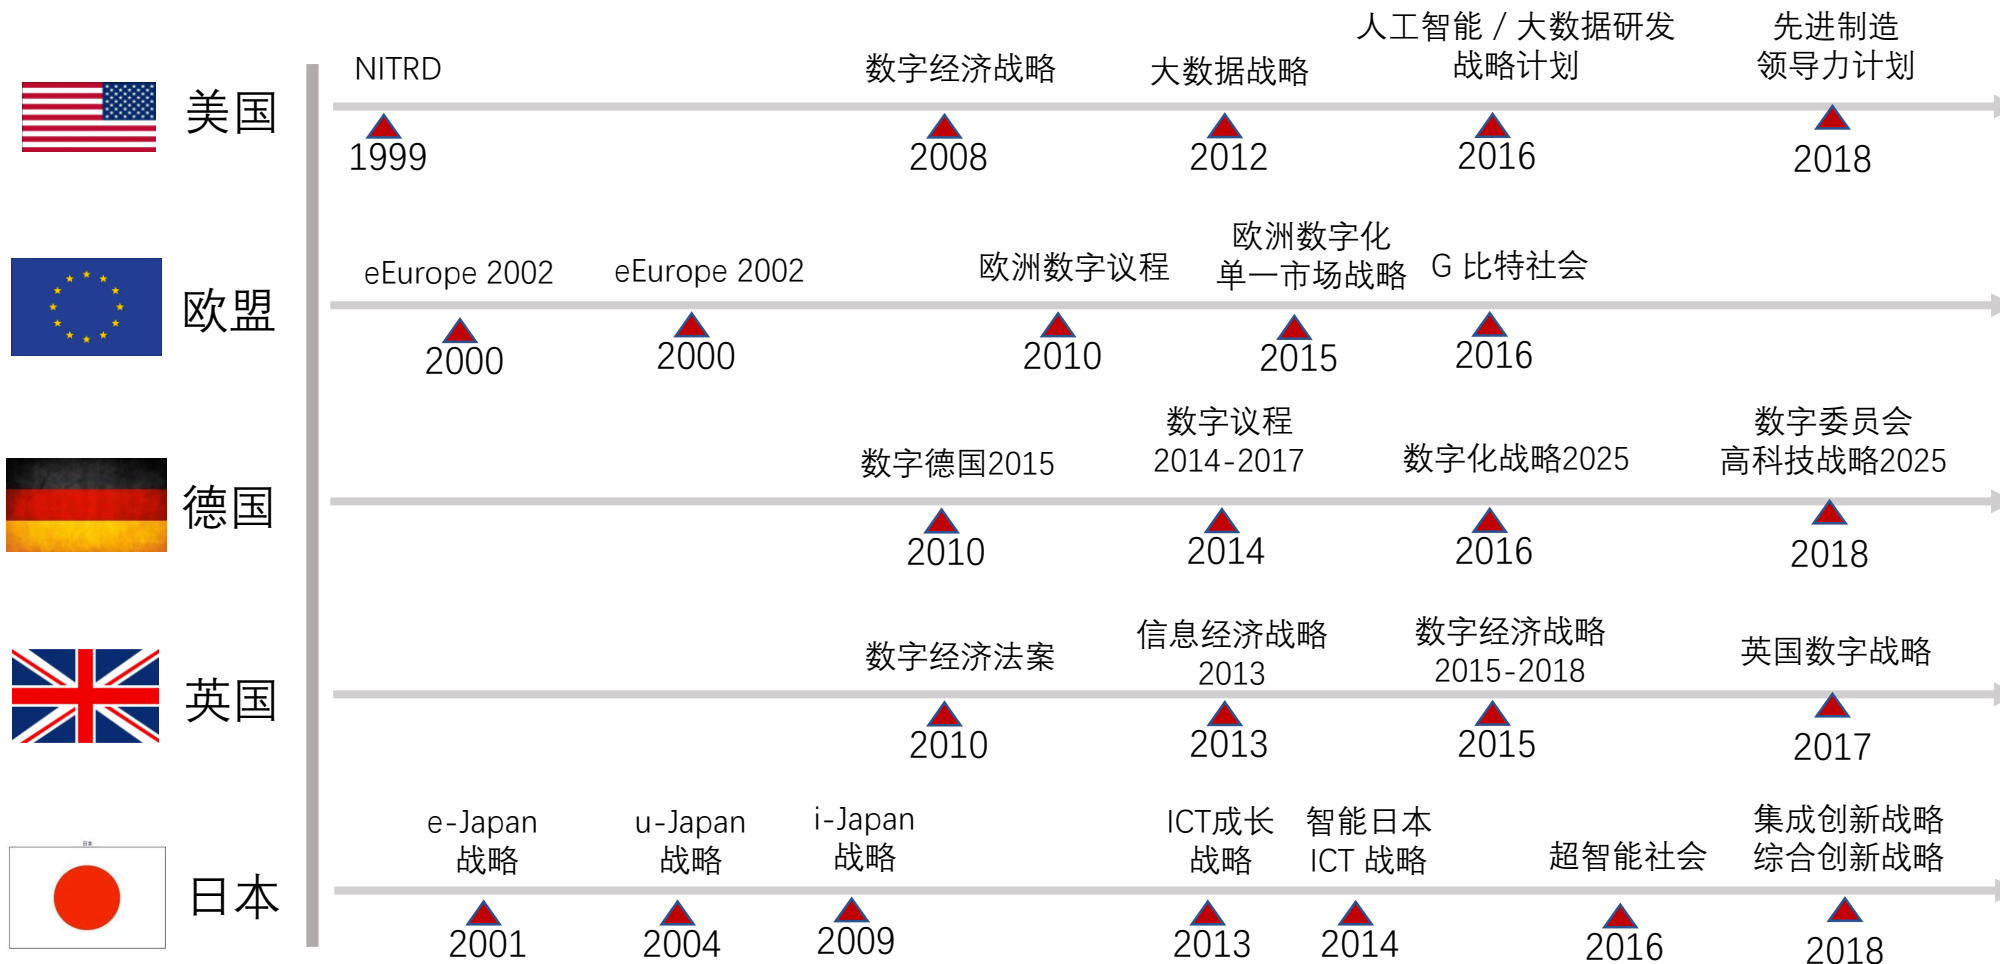 美国
NITRD
1999
数字经济战略
2008
大数据战略
2012
人工智能 / 大数据研发
战略计划
2016
先进制造
领导力计划
2018
欧盟
eEurope 2002
2000
eEurope 2002
2000
欧洲数字议程
2010
欧洲数字化
单一市场战略
2015
G 比特社会
2016
德国
数字德国2015
2010
数字议程
2014-2017
2014
数字化战略2025
2016
数字委员会
高科技战略2025
2018
英国
数字经济法案
2010
信息经济战略
2013
2013
数字经济战略
2015-2018
2015
英国数字战略
2017
日本
日本
e-Japan
战略
2001
u-Japan
战略
2004
i-Japan
战略
2009
ICT成长
战略
2013
智能日本
ICT 战略
2014
超智能社会
2016
集成创新战略
综合创新战略
2018